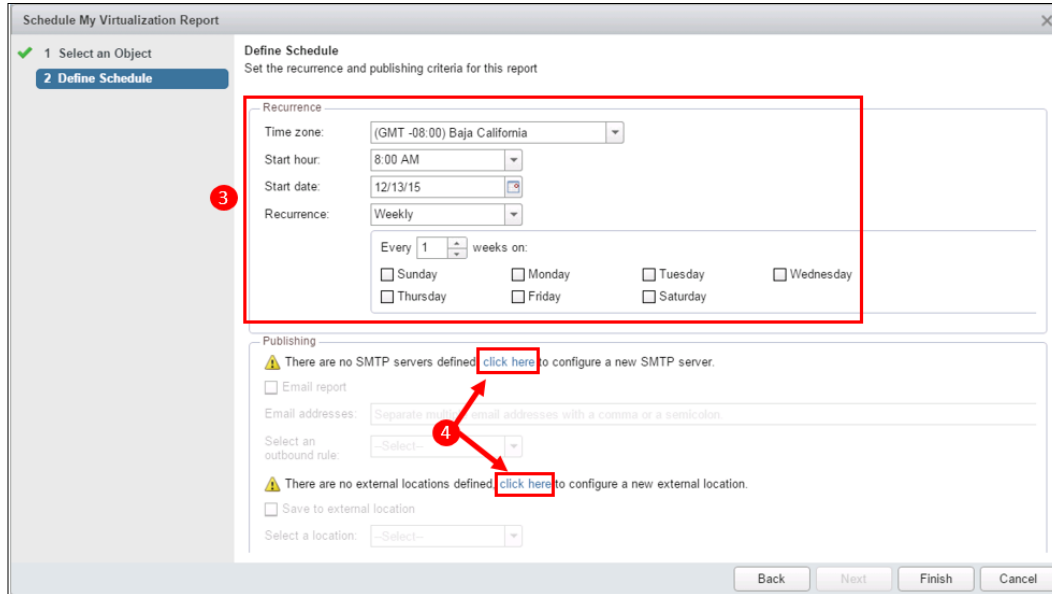 Schedule My Virtualization Report
1 Select an Object
2 Define Schedule
Define Schedule
Set the recurrence and publishing criteria for this report
Recurrence
Time zone: (GMT -08:00) Baja California
Start hour: 8:00 AM
Start date: 12/13/15
Recurrence: Weekly
Every 1 weeks on:
Sunday Monday Tuesday Wednesday
Thursday Friday Saturday
3
Publishing
There are no SMTP servers defined, click here to configure a new SMTP server.
Email report
Email addresses: Separate multiple email addresses with a comma or a semicolon.
4
Select an
outbound rule: --Select--
There are no external locations defined, click here to configure a new external location.
Save to external location
Select a location: --Select--
Back Next Finish Cancel